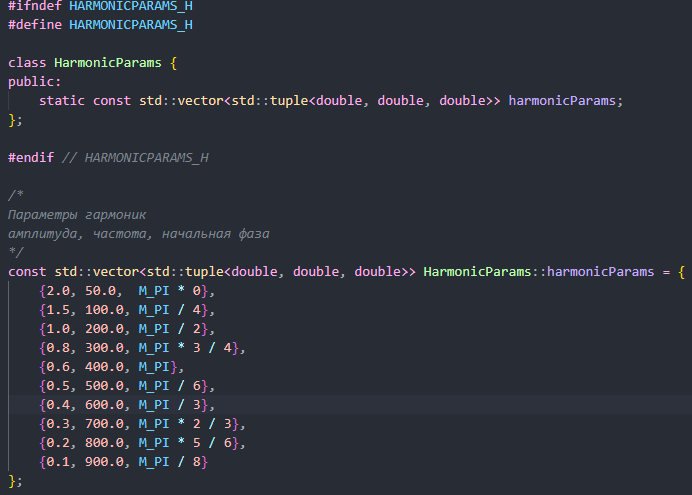 #ifndef HARMONICPARAMS_H
#define HARMONICPARAMS_H

class HarmonicParams {
public:
    static const std::vector<std::tuple<double, double, double>> harmonicParams;
};

#endif // HARMONICPARAMS_H

/*
Параметры гармоник
амплитуда, частота, начальная фаза
*/
const std::vector<std::tuple<double, double, double>> HarmonicParams::harmonicParams = {
    {2.0, 50.0,  M_PI * 0},
    {1.5, 100.0, M_PI / 4},
    {1.0, 200.0, M_PI / 2},
    {0.8, 300.0, M_PI * 3 / 4},
    {0.6, 400.0, M_PI},
    {0.5, 500.0, M_PI / 6},
    {0.4, 600.0, M_PI / 3},
    {0.3, 700.0, M_PI * 2 / 3},
    {0.2, 800.0, M_PI * 5 / 6},
    {0.1, 900.0, M_PI / 8}
};